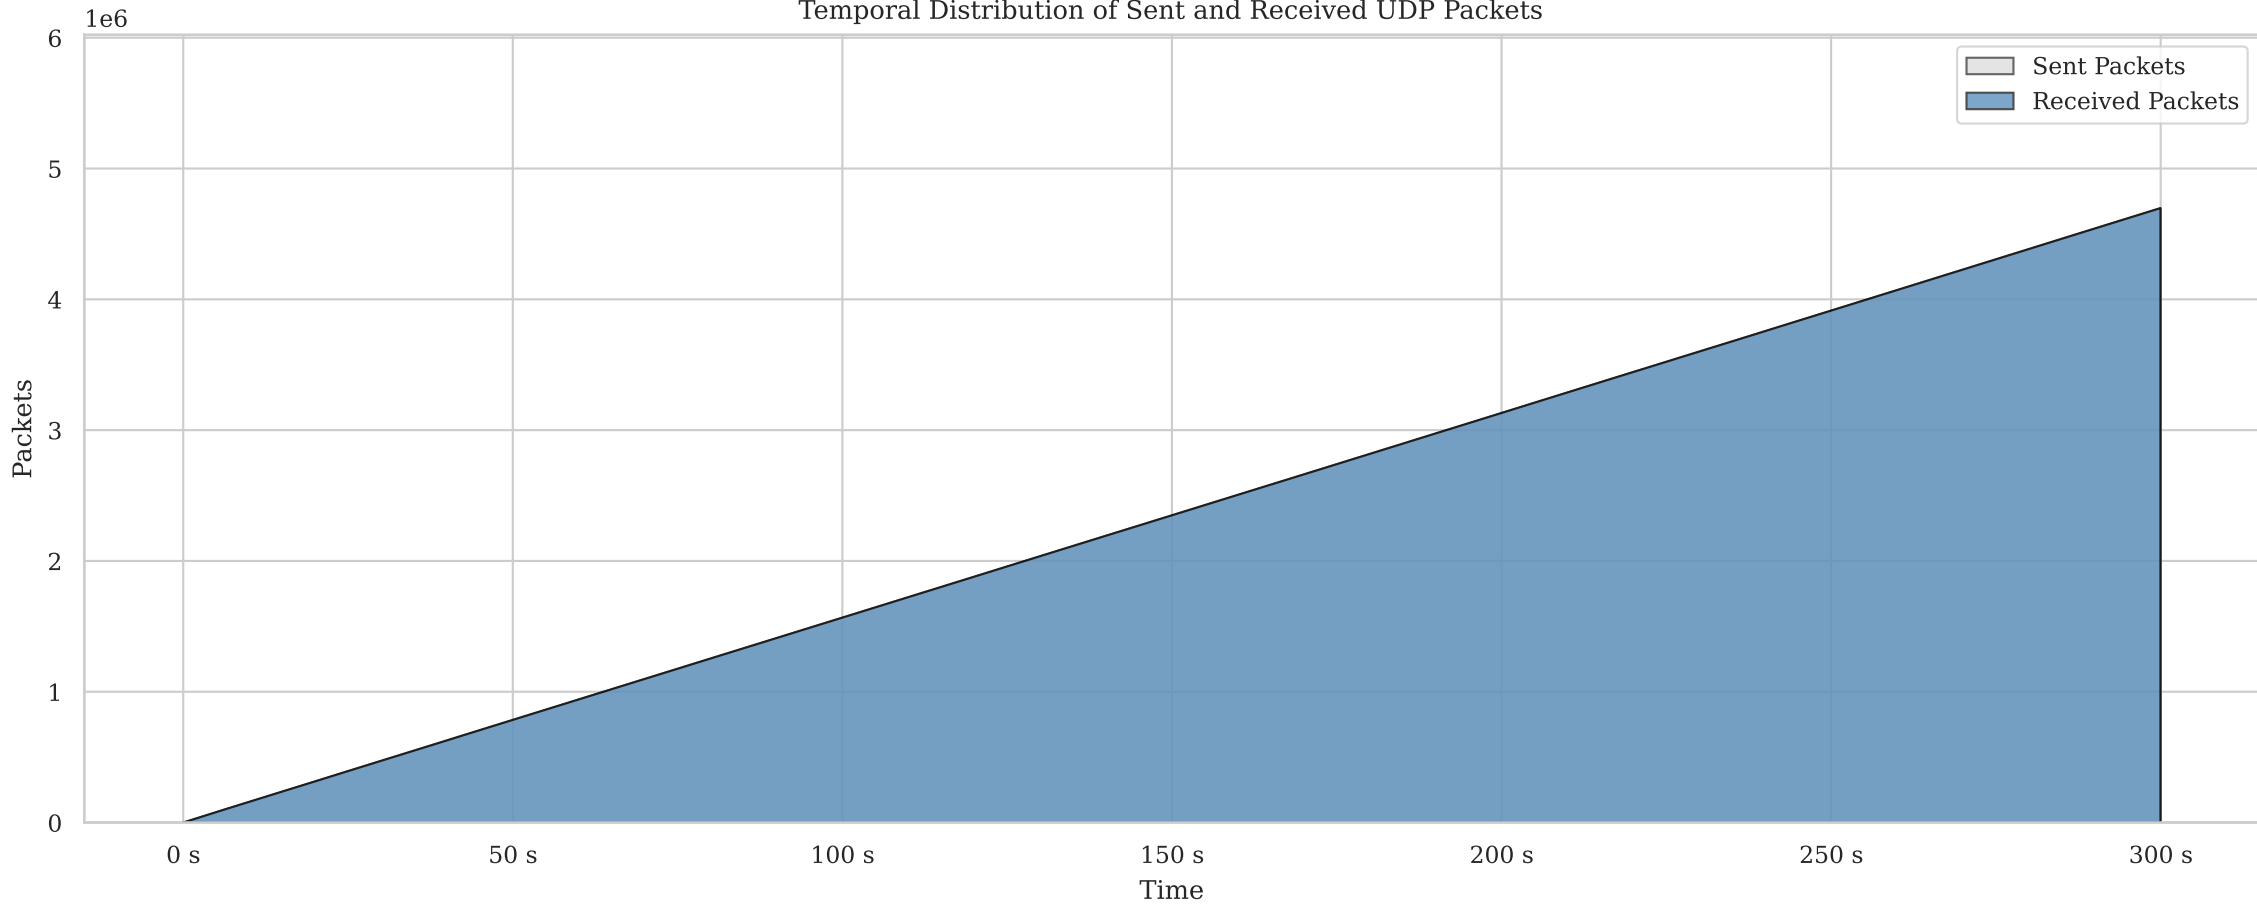 Temporal Distribution of Sent and Received UDP Packets
1e6
6
5
4
3
2
1
0
Packets
Sent Packets
Received Packets
0 s
50 s
100 s
150 s
200 s
250 s
300 s
Time